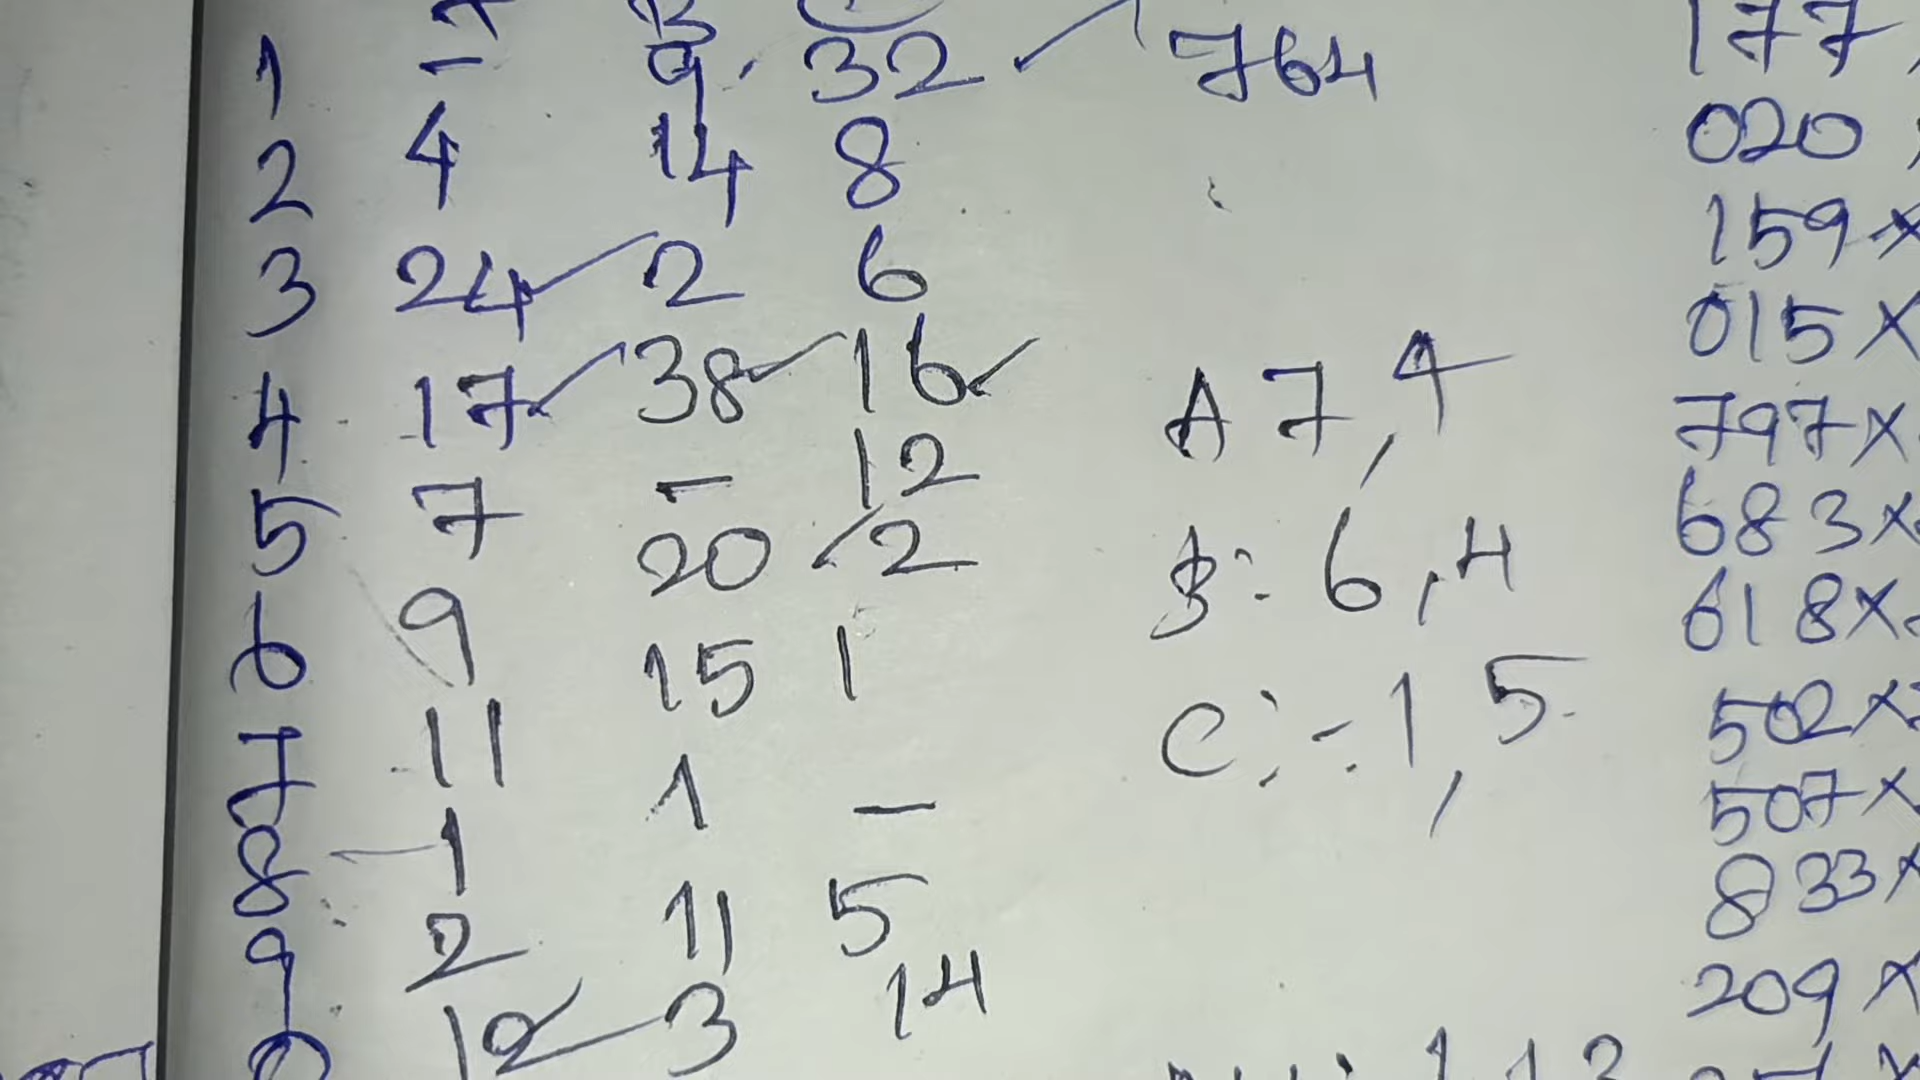 B
1 - 9 32 ✓ 764
2 4 14 8
3 24 ✓ 2 6
4 17 ✓ 38 ✓ 16 ✓
5 7 - 12
6 9 20 ✓ 2
7 11 15 1
8 1 1 -
9 2 11 5
0 12 ✓ 3 14
A 7, 9
B:- 6, 4
C:- 1, 5
177
020
159 x
015 x
797 x
683 x
618 x
502 x
507 x
833 x
209 x